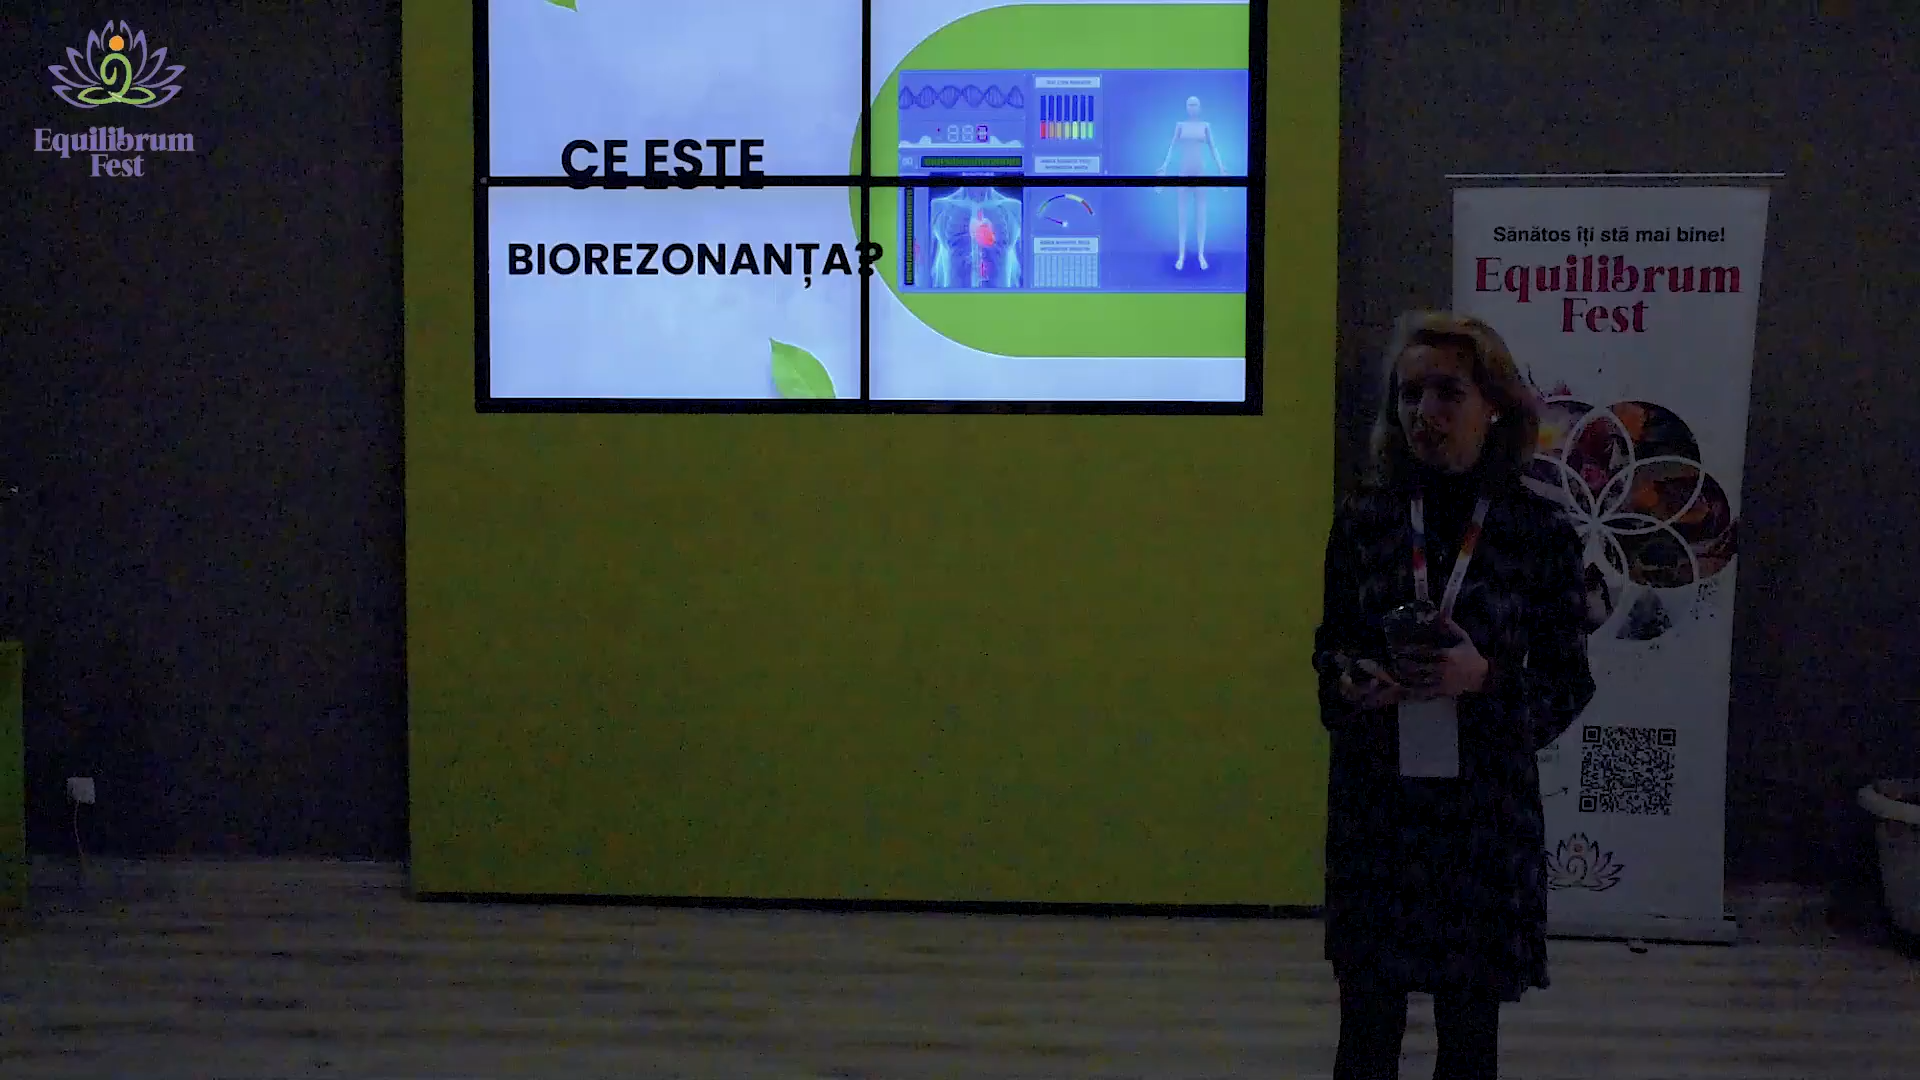 Equilibrum
Fest
CE ESTE
BIOREZONANȚA?
Sănătos îți stă mai bine!
Equilibrum
Fest